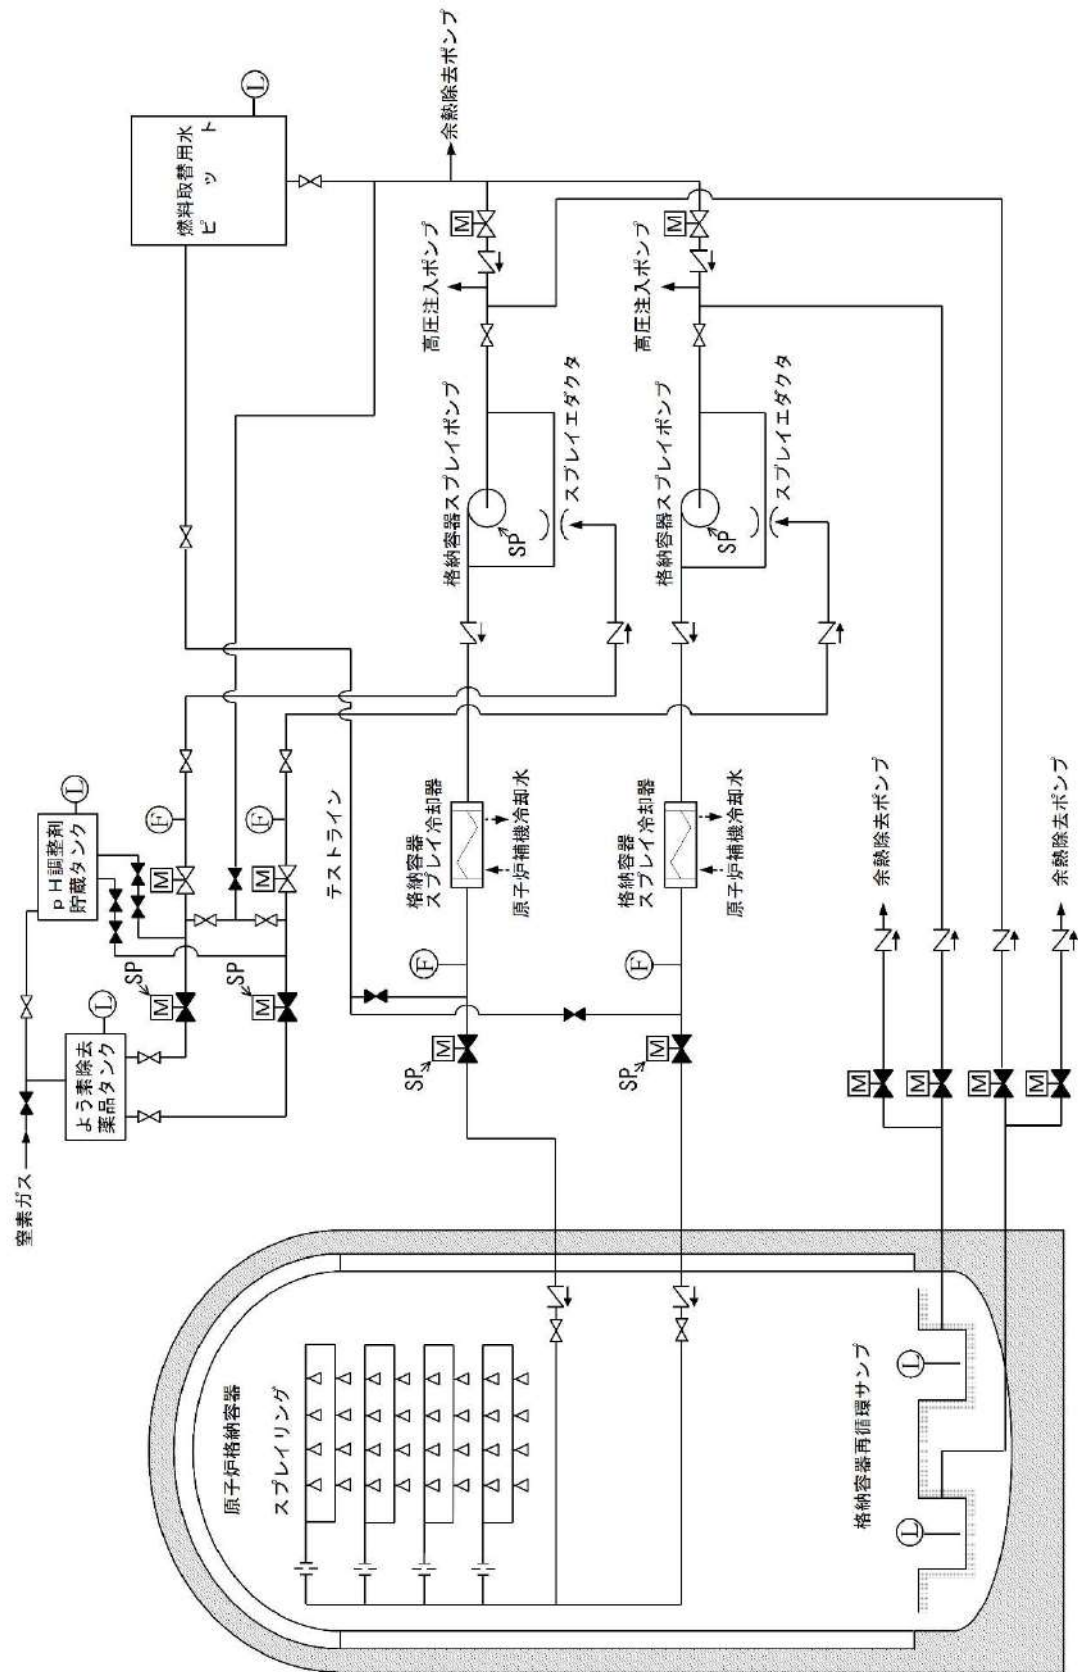 窒素ガス
よう素除去
薬品タンク
L
pH調整剤
貯蔵タンク
L
燃料取替用水
ピット
L
SP
M
M
F
SP
M
M
F
テストライン
余熱除去ポンプ
M
高圧注入ポンプ
格納容器スプレイポンプ
SP
スプレイエダクタ
格納容器
スプレイ冷却器
原子炉補機冷却水
F
SP
M
M
高圧注入ポンプ
格納容器スプレイポンプ
SP
スプレイエダクタ
格納容器
スプレイ冷却器
原子炉補機冷却水
F
SP
M
原子炉格納容器
スプレイリング
格納容器再循環サンプ
L
L
M
余熱除去ポンプ
M
M
M
余熱除去ポンプ